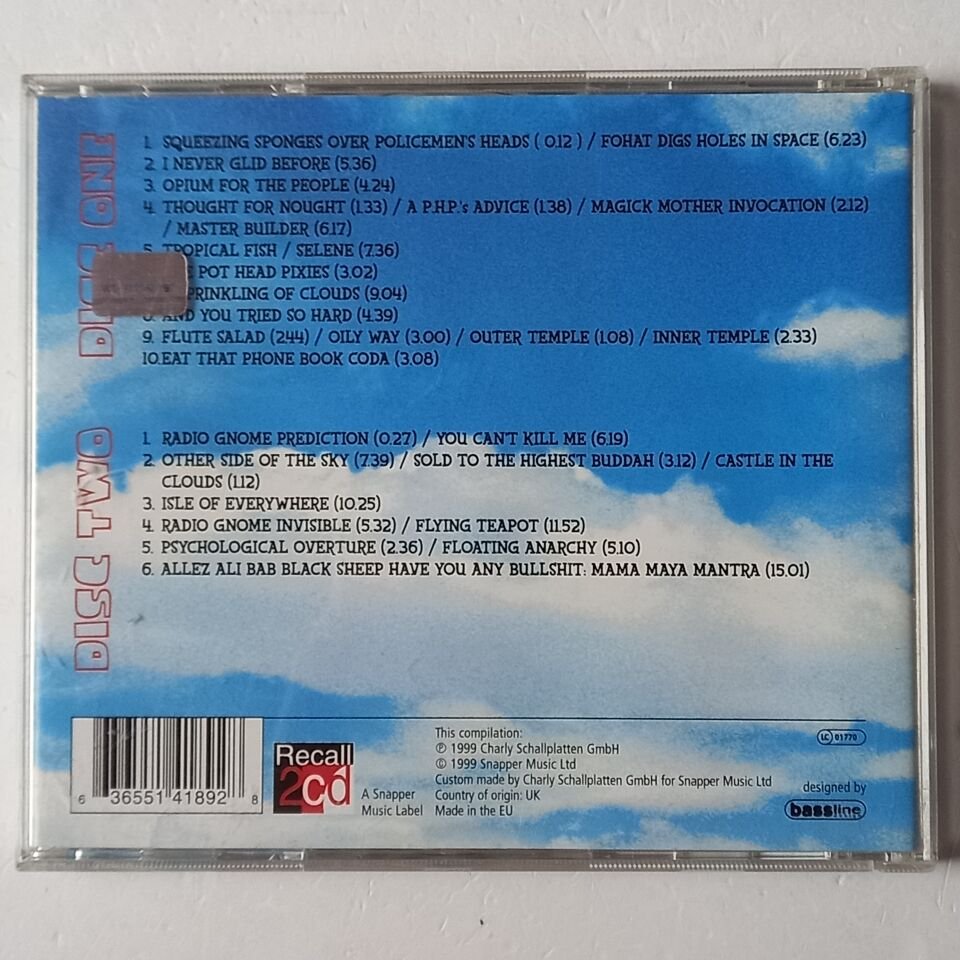 DISC ONE
1. SQUEEZING SPONGES OVER POLICEMEN'S HEADS ( 0.12 ) / FOHAT DIGS HOLES IN SPACE (6.23)
2. I NEVER GLID BEFORE (5.36)
3. OPIUM FOR THE PEOPLE (4.24)
4. THOUGHT FOR NOUGHT (1.33) / A P.H.P.'s ADVICE (1.38) / MAGICK MOTHER INVOCATION (2.12)
/ MASTER BUILDER (6.17)
5. TROPICAL FISH / SELENE (7.36)
POT HEAD PIXIES (3.02)
SPRINKLING OF CLOUDS (9.04)
8. AND YOU TRIED SO HARD (4.39)
9. FLUTE SALAD (2.44) / OILY WAY (3.00) / OUTER TEMPLE (1.08) / INNER TEMPLE (2.33)
10.EAT THAT PHONE BOOK CODA (3.08)
DISC TWO
1. RADIO GNOME PREDICTION (0.27) / YOU CAN'T KILL ME (6.19)
2. OTHER SIDE OF THE SKY (7.39) / SOLD TO THE HIGHEST BUDDAH (3.12) / CASTLE IN THE
CLOUDS (1.12)
3. ISLE OF EVERYWHERE (10.25)
4. RADIO GNOME INVISIBLE (5.32) / FLYING TEAPOT (11.52)
5. PSYCHOLOGICAL OVERTURE (2.36) / FLOATING ANARCHY (5.10)
6. ALLEZ ALI BAB BLACK SHEEP HAVE YOU ANY BULLSHIT: MAMA MAYA MANTRA (15.01)
6 36551 41892 8
Recall
2cd
A Snapper
Music Label
This compilation:
℗ 1999 Charly Schallplatten GmbH
© 1999 Snapper Music Ltd
Custom made by Charly Schallplatten GmbH for Snapper Music Ltd
Country of origin: UK
Made in the EU
LC 01770
designed by
bassline